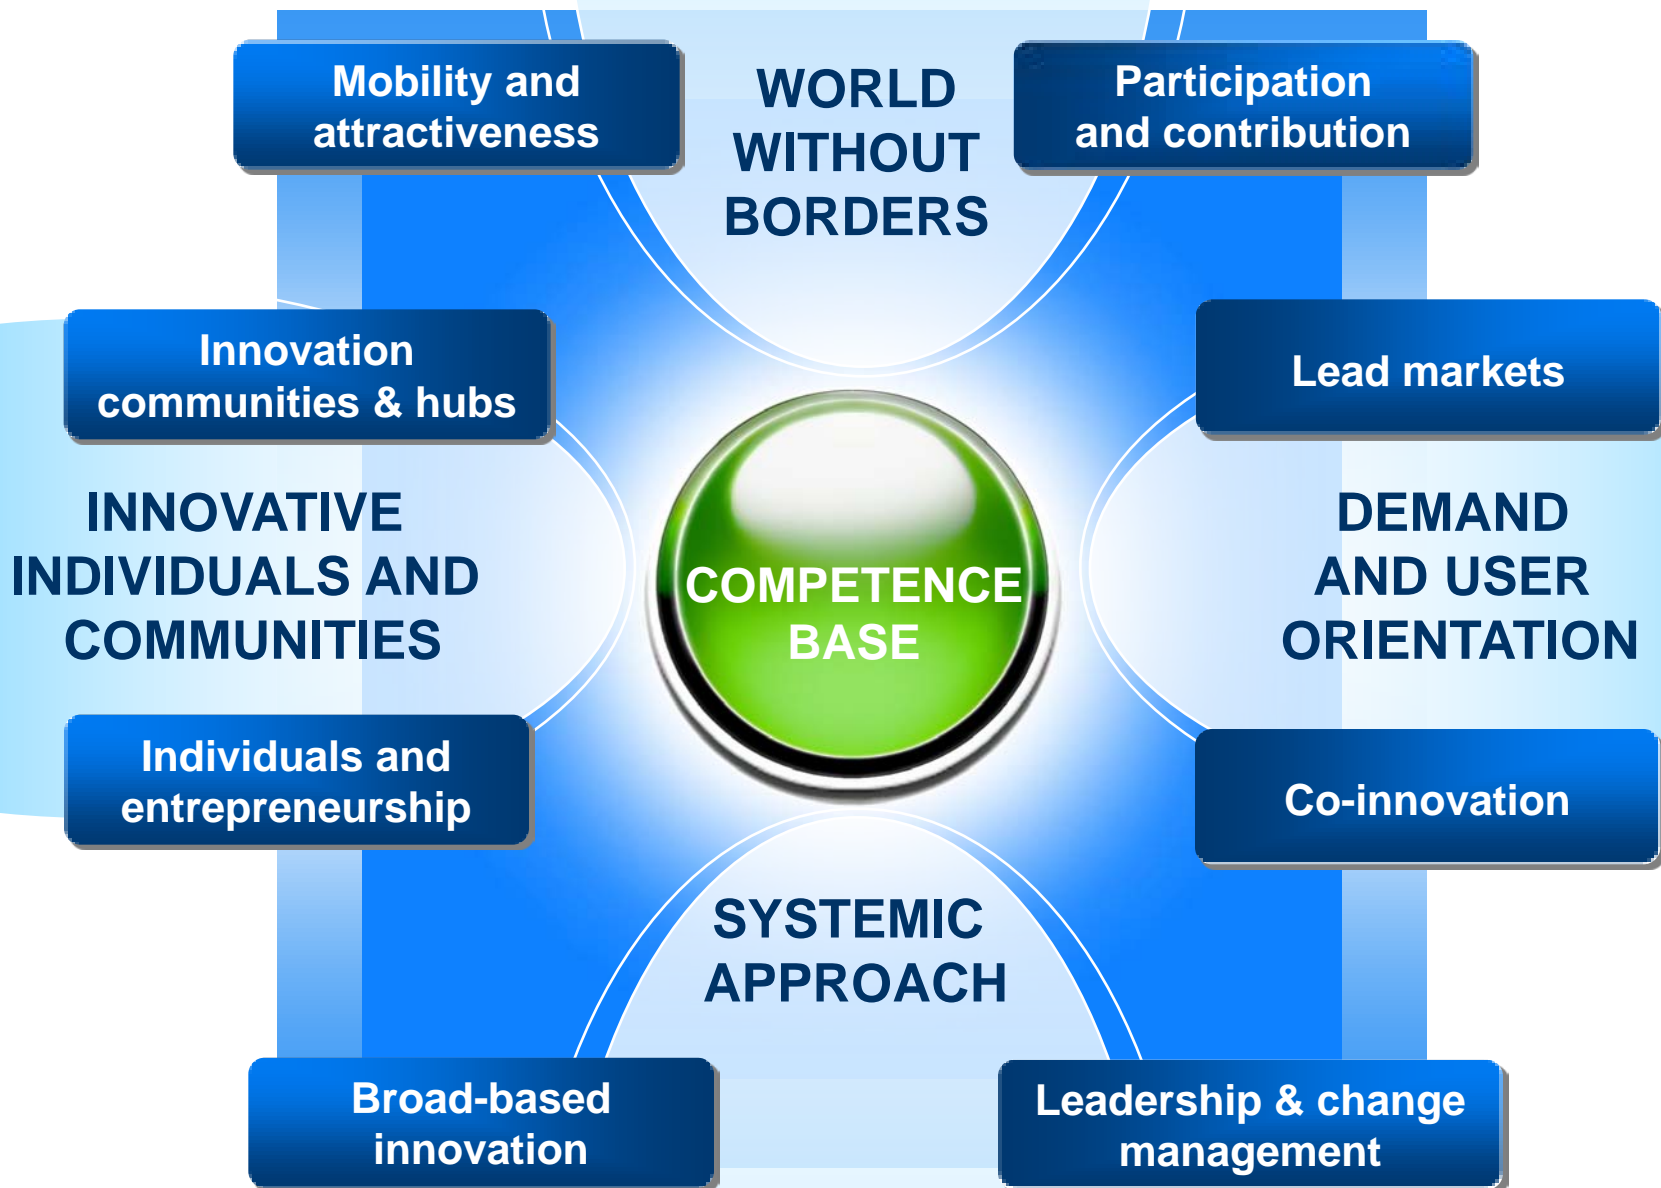 Mobility and
attractiveness
WORLD
WITHOUT
BORDERS
Participation
and contribution
Innovation
communities & hubs
Lead markets
INNOVATIVE
INDIVIDUALS AND
COMMUNITIES
COMPETENCE
BASE
DEMAND
AND USER
ORIENTATION
Individuals and
entrepreneurship
Co-innovation
SYSTEMIC
APPROACH
Broad-based
innovation
Leadership & change
management